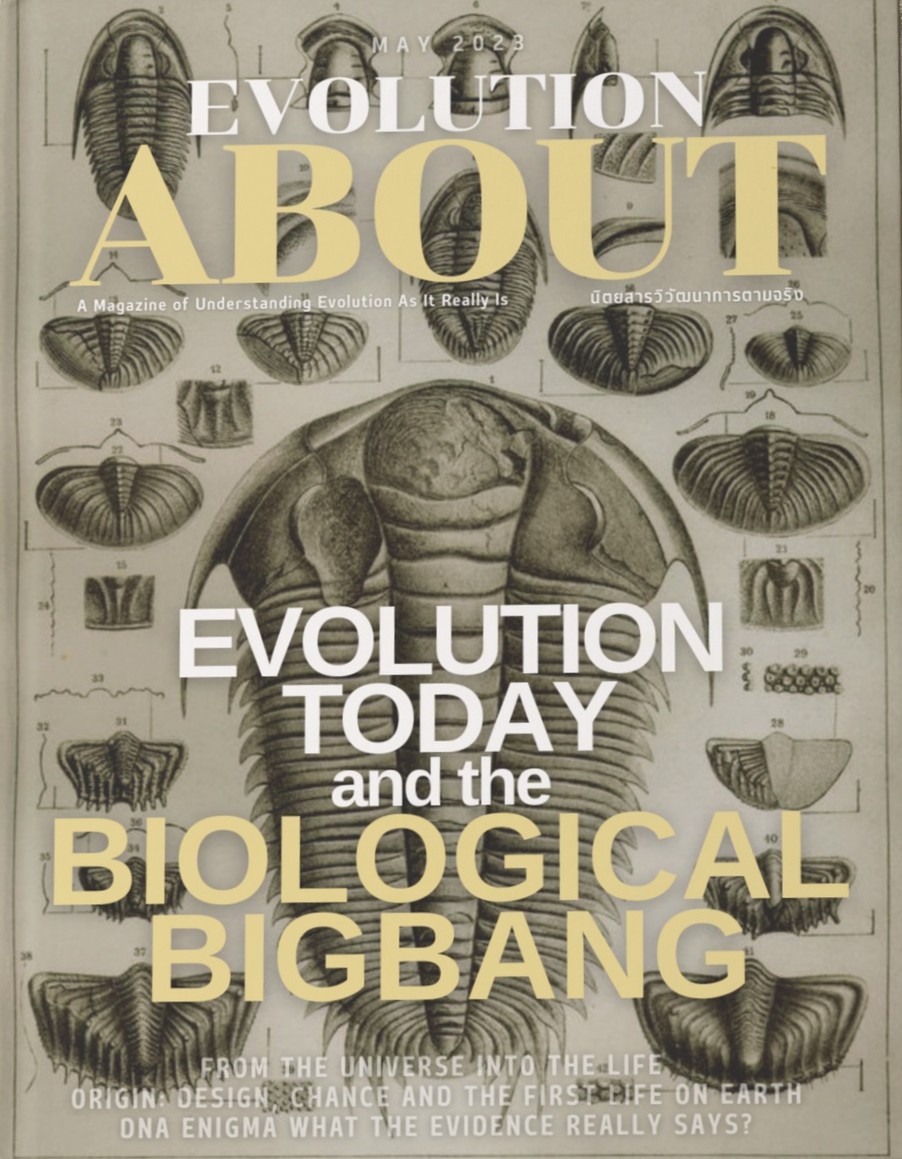 MAY 2023
EVOLUTION
ABOUT
A Magazine of Understanding Evolution As It Really Is
นิตยสารวิวัฒนาการตามจริง
EVOLUTION
TODAY
and the
BIOLOGICAL
BIGBANG
FROM THE UNIVERSE INTO THE LIFE
ORIGIN: DESIGN, CHANCE AND THE FIRST LIFE ON EARTH
DNA ENIGMA WHAT THE EVIDENCE REALLY SAYS?